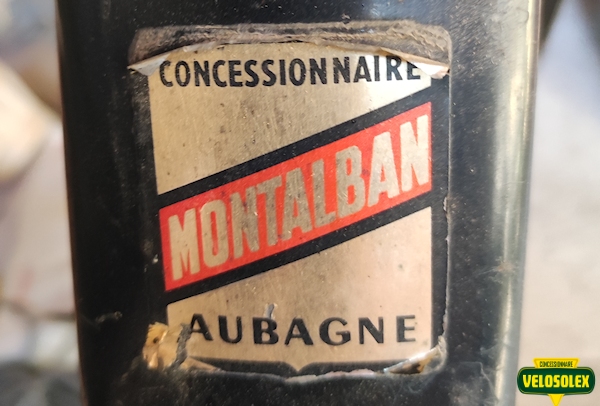 CONCESSIONNAIRE
MONTALBAN
AUBAGNE
CONCESSIONNAIRE
VELOSOLEX